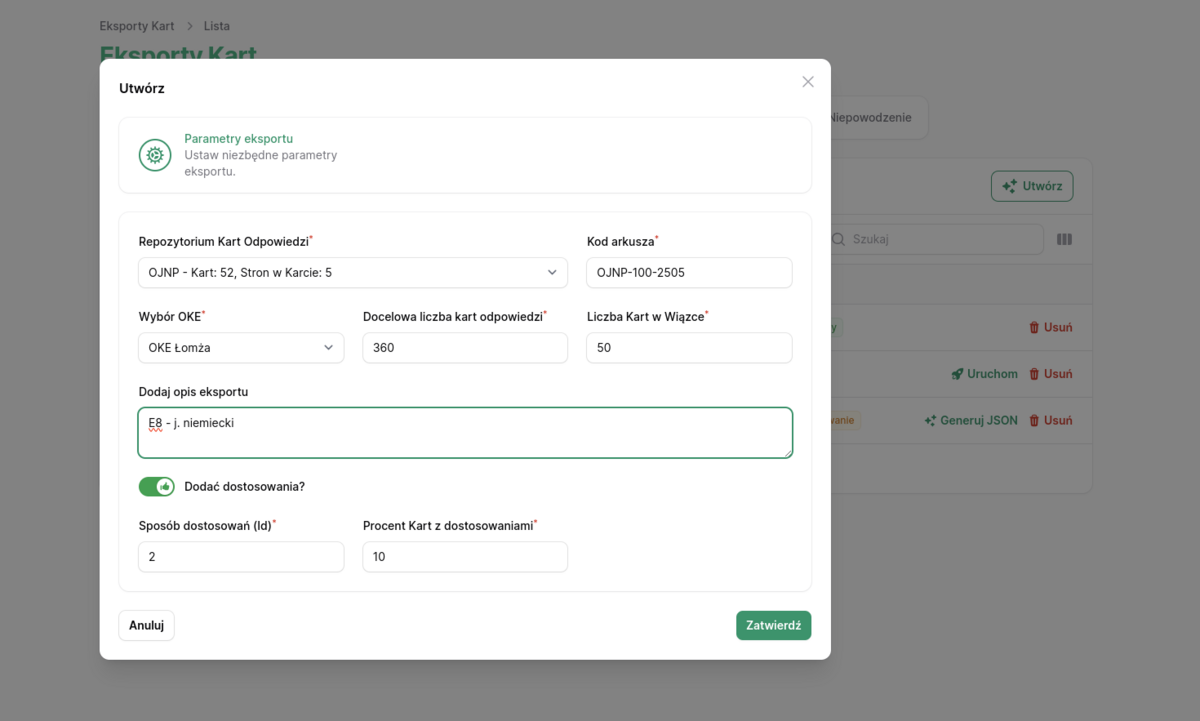 Eksporty Kart > Lista
Eksporty Kart
Utwórz
Niepowodzenie
Parametry eksportu
Ustaw niezbędne parametry
eksportu.
Utwórz
Szukaj
Repozytorium Kart Odpowiedzi*
Kod arkusza*
OJNP - Kart: 52, Stron w Karcie: 5
OJNP-100-2505
Wybór OKE*
Docelowa liczba kart odpowiedzi*
Liczba Kart w Wiązce*
OKE Łomża
360
50
Usuń
Uruchom
Usuń
Generuj JSON
Usuń
Dodaj opis eksportu
E8 - j. niemiecki
Dodać dostosowania?
Sposób dostosowań (Id)*
Procent Kart z dostosowaniami*
2
10
Anuluj
Zatwierdź